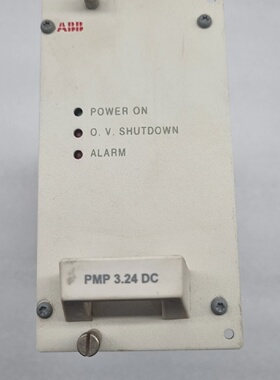 ABB
POWER ON
O. V. SHUTDOWN
ALARM
PMP 3.24 DC